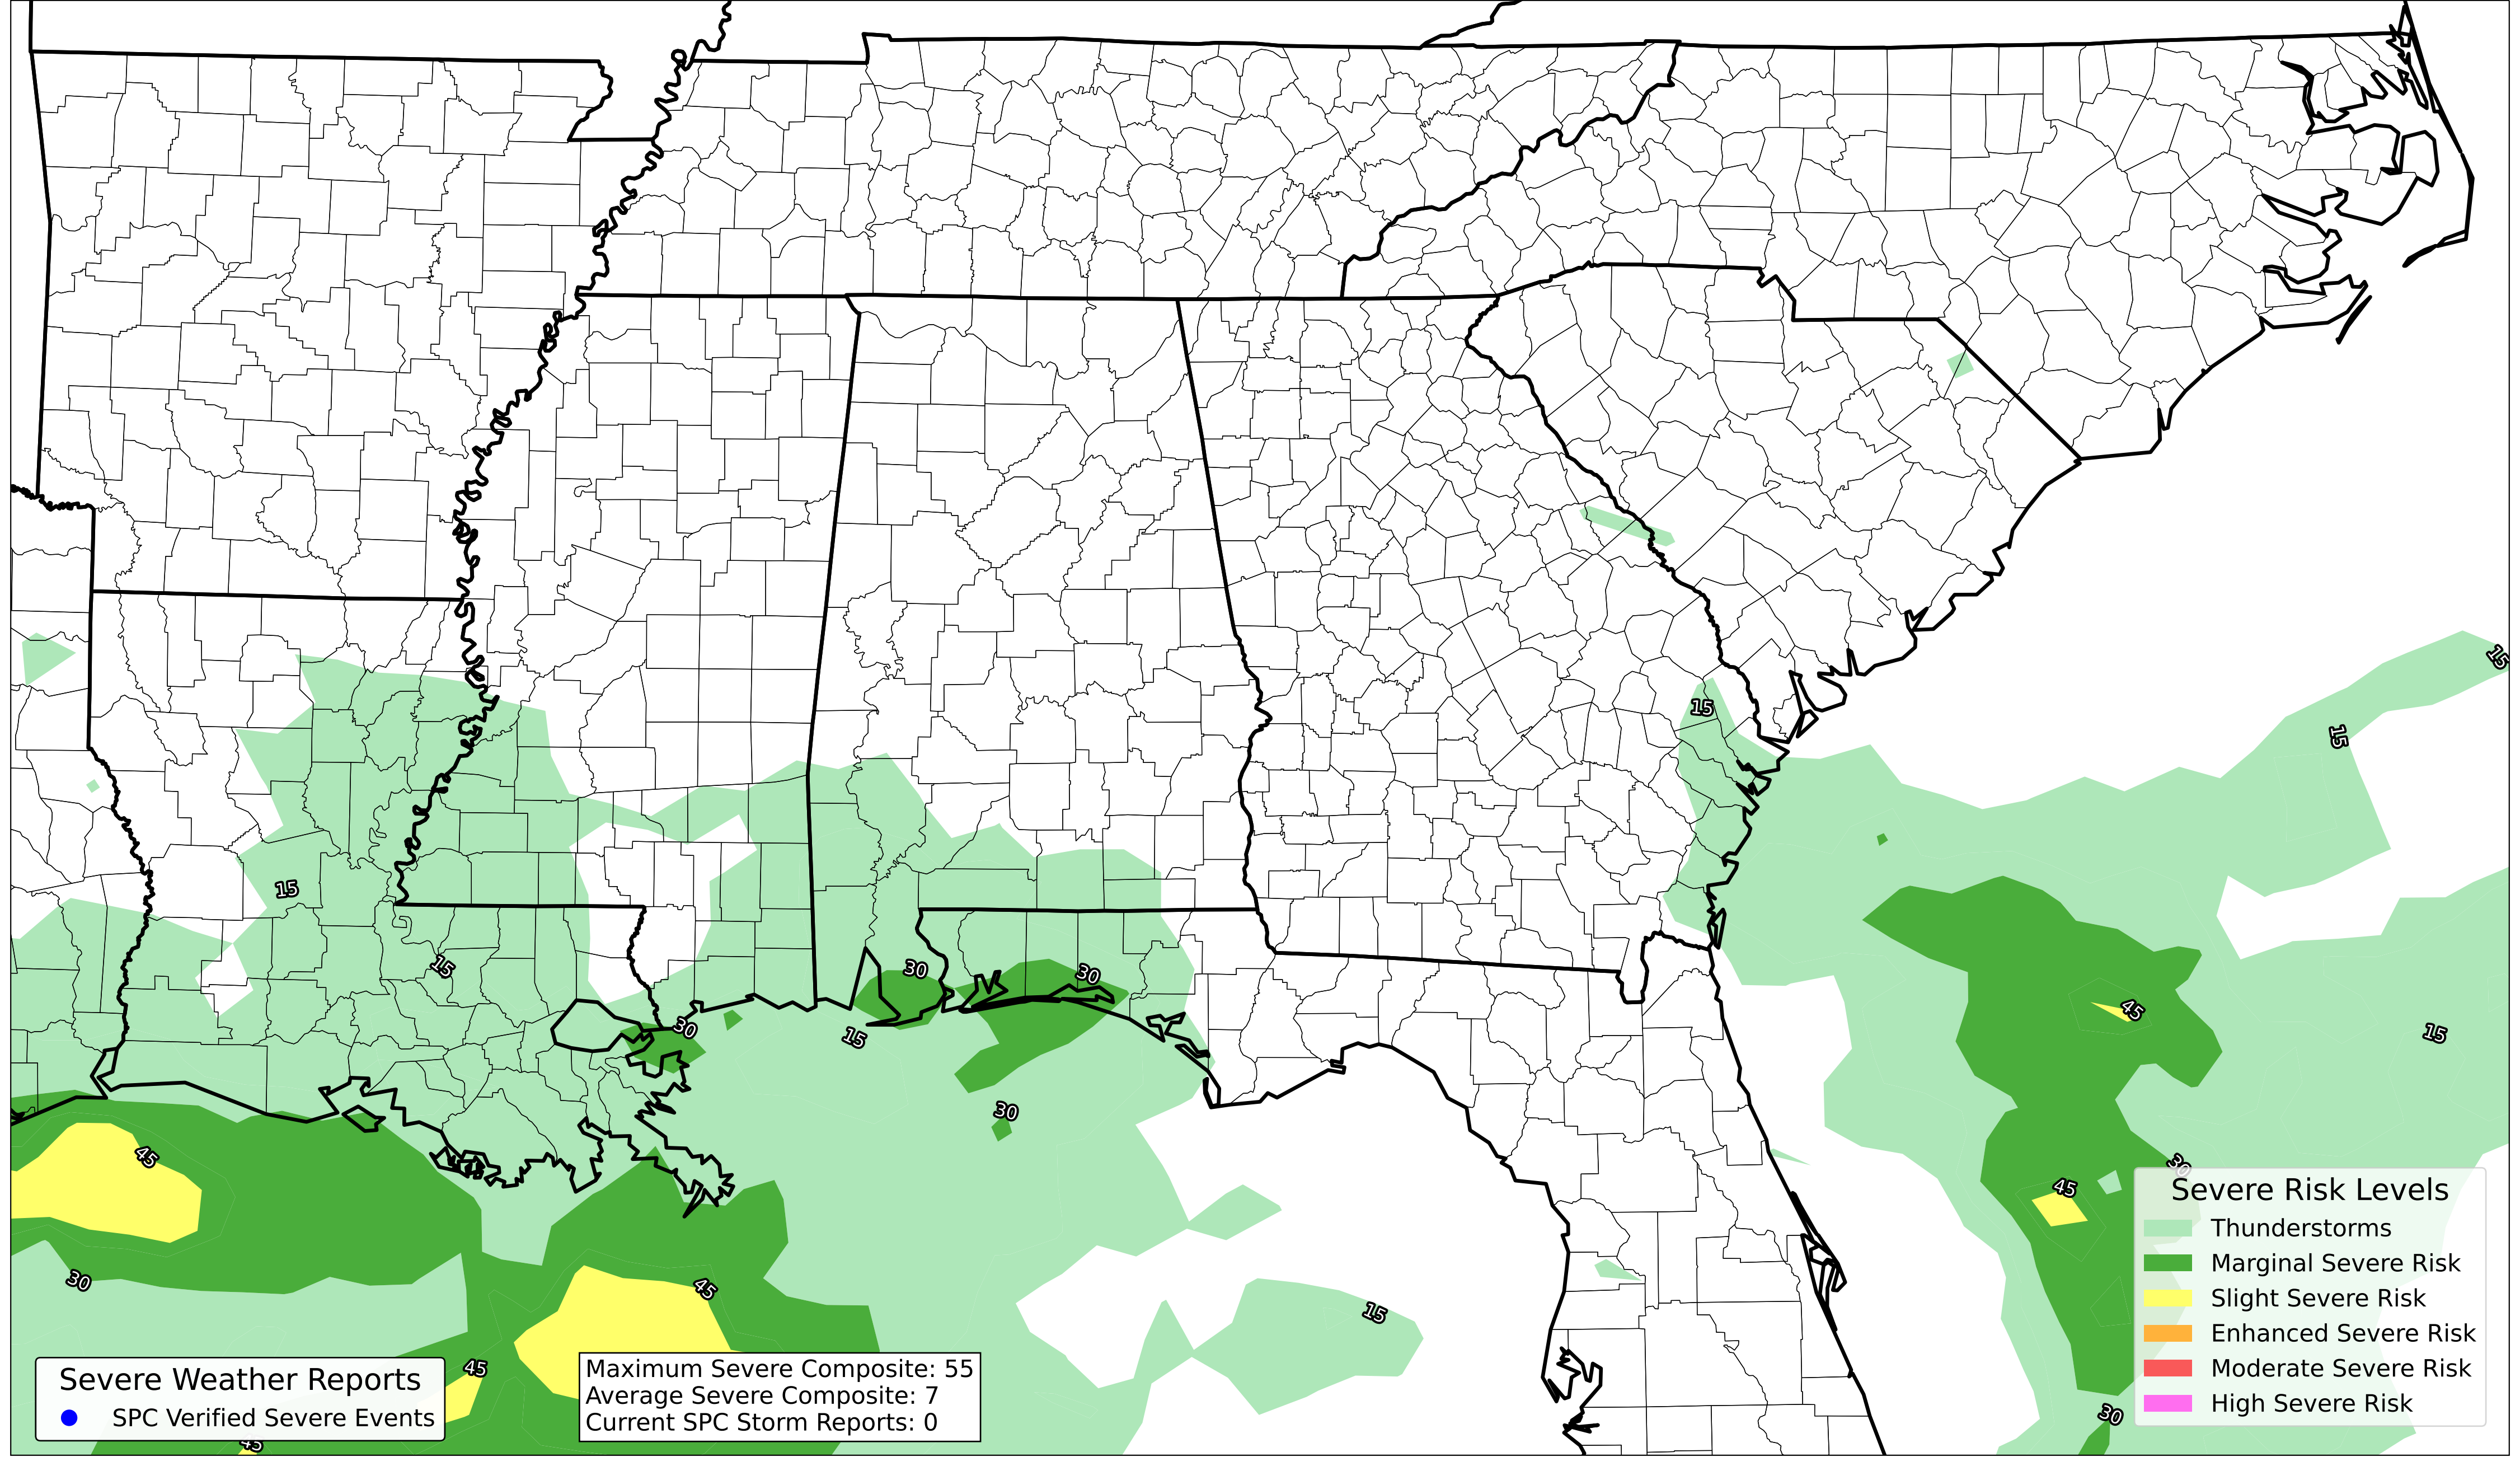 15
15
15
15
15
30
30
30
15
45
15
30
45
30
45
30
45
15
45
30
45
Severe Risk Levels
Thunderstorms
Marginal Severe Risk
Slight Severe Risk
Enhanced Severe Risk
Moderate Severe Risk
High Severe Risk
Severe Weather Reports
SPC Verified Severe Events
Maximum Severe Composite: 55
Average Severe Composite: 7
Current SPC Storm Reports: 0